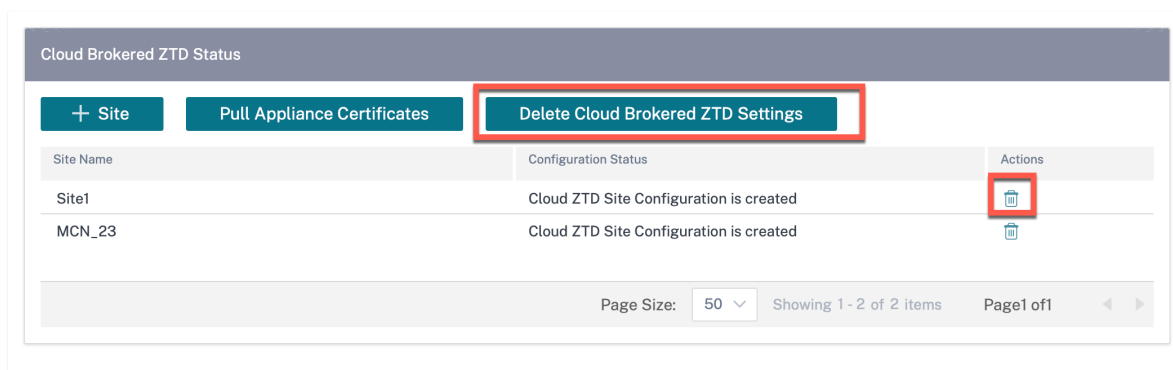 Cloud Brokered ZTD Status
+ Site Pull Appliance Certificates Delete Cloud Brokered ZTD Settings
Site Name Configuration Status Actions
Site1 Cloud ZTD Site Configuration is created
MCN_23 Cloud ZTD Site Configuration is created
Page Size: 50 Showing 1 - 2 of 2 items Page1 of1